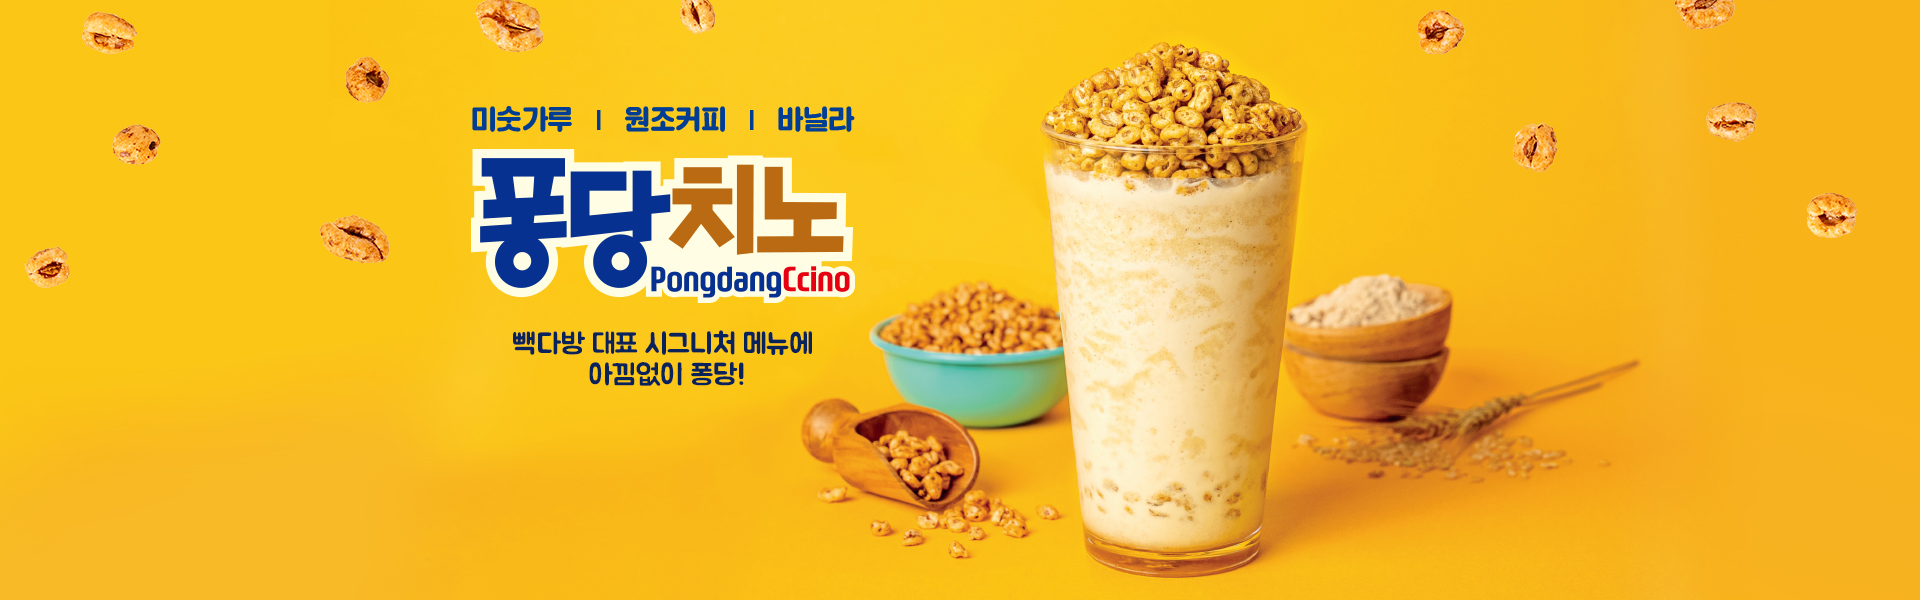 미숫가루 | 원조커피 | 바닐라
퐁당치노
PongdangCcino
빽다방 대표 시그니처 메뉴에
아낌없이 퐁당!